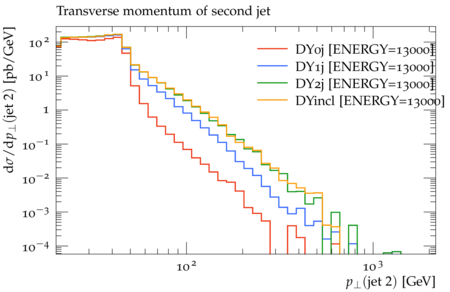 Transverse momentum of second jet
DY0j [ENERGY=13000]
DY1j [ENERGY=13000]
DY2j [ENERGY=13000]
DYincl [ENERGY=13000]
dσ/dp⊥(jet 2) [pb/GeV]
10²
10¹
1
10⁻¹
10⁻²
10⁻³
10⁻⁴
10²
10³
p⊥(jet 2) [GeV]